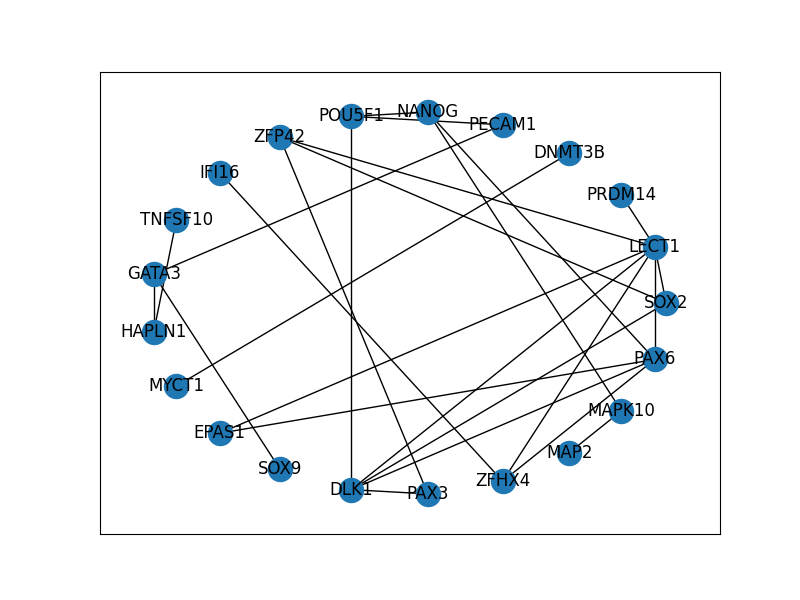 NANOG
POU5F1
PECAM1
ZFP42
DNMT3B
IFI16
PRDM14
TNFSF10
LECT1
GATA3
SOX2
HAPLN1
PAX6
MYCT1
MAPK10
EPAS1
MAP2
SOX9
ZFHX4
DLK1
PAX3